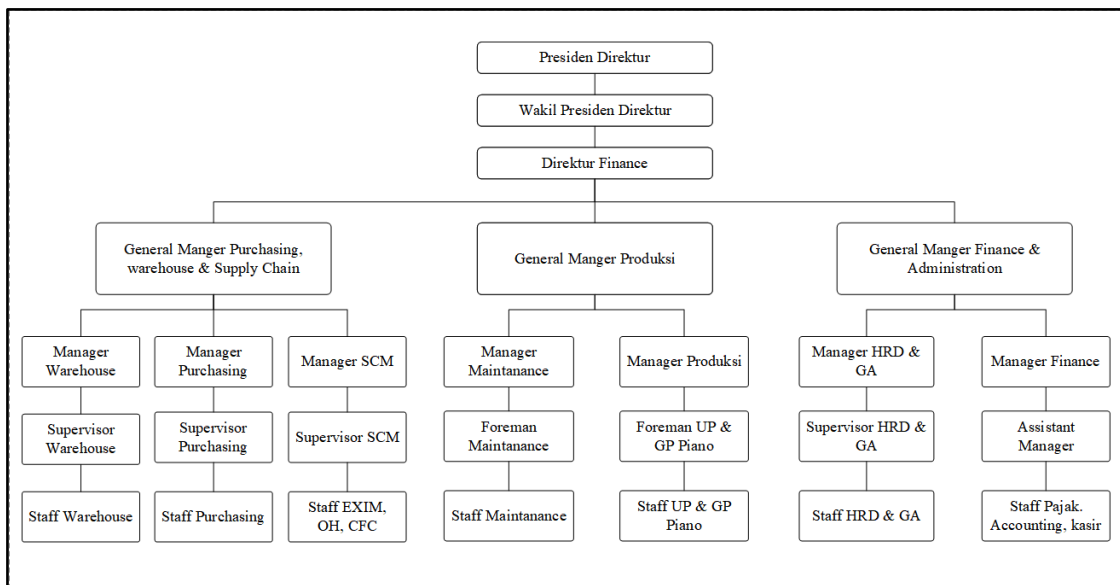 Presiden Direktur
Wakil Presiden Direktur
Direktur Finance
General Manger Purchasing,
warehouse & Supply Chain
General Manger Produksi
General Manger Finance &
Administration
Manager
Warehouse
Manager
Purchasing
Manager SCM
Manager
Maintanance
Manager Produksi
Manager HRD &
GA
Manager Finance
Supervisor
Warehouse
Supervisor
Purchasing
Supervisor SCM
Foreman
Maintanance
Foreman UP &
GP Piano
Supervisor HRD &
GA
Assistant
Manager
Staff Warehouse
Staff Purchasing
Staff EXIM,
OH, CFC
Staff Maintanance
Staff UP & GP
Piano
Staff HRD & GA
Staff Pajak.
Accounting, kasir